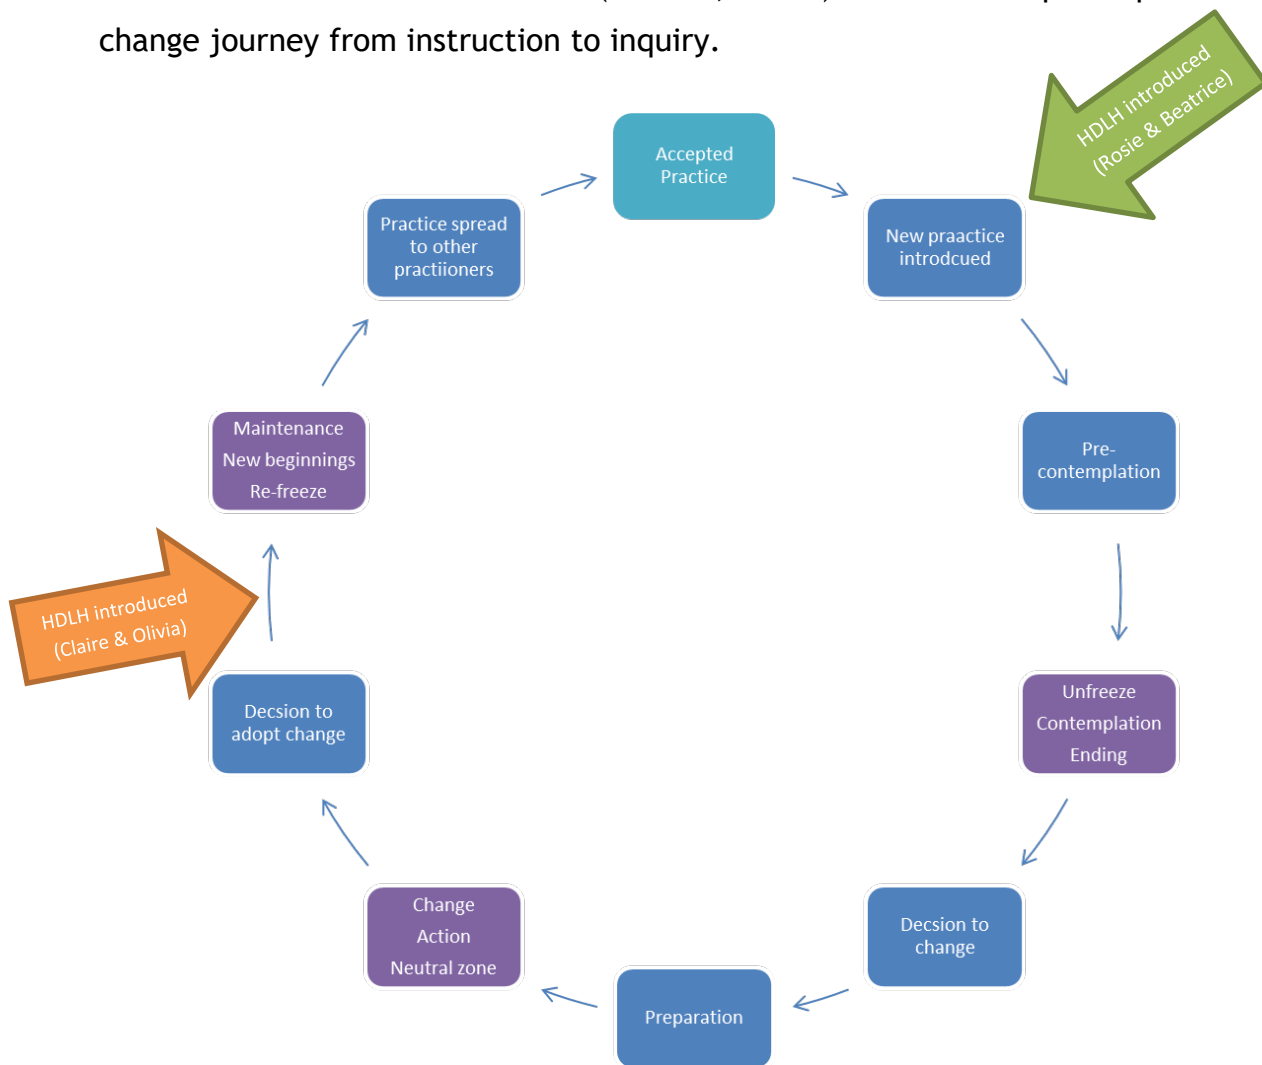 change journey from instruction to inquiry.
HDLH introduced
(Rosie & Beatrice)
Accepted
Practice
New praactice
introdcued
Practice spread
to other
practiioners
Pre-
contemplation
Maintenance
New beginnings
Re-freeze
HDLH introduced
(Claire & Olivia)
Unfreeze
Contemplation
Ending
Decsion to
adopt change
Decsion to
change
Change
Action
Neutral zone
Preparation